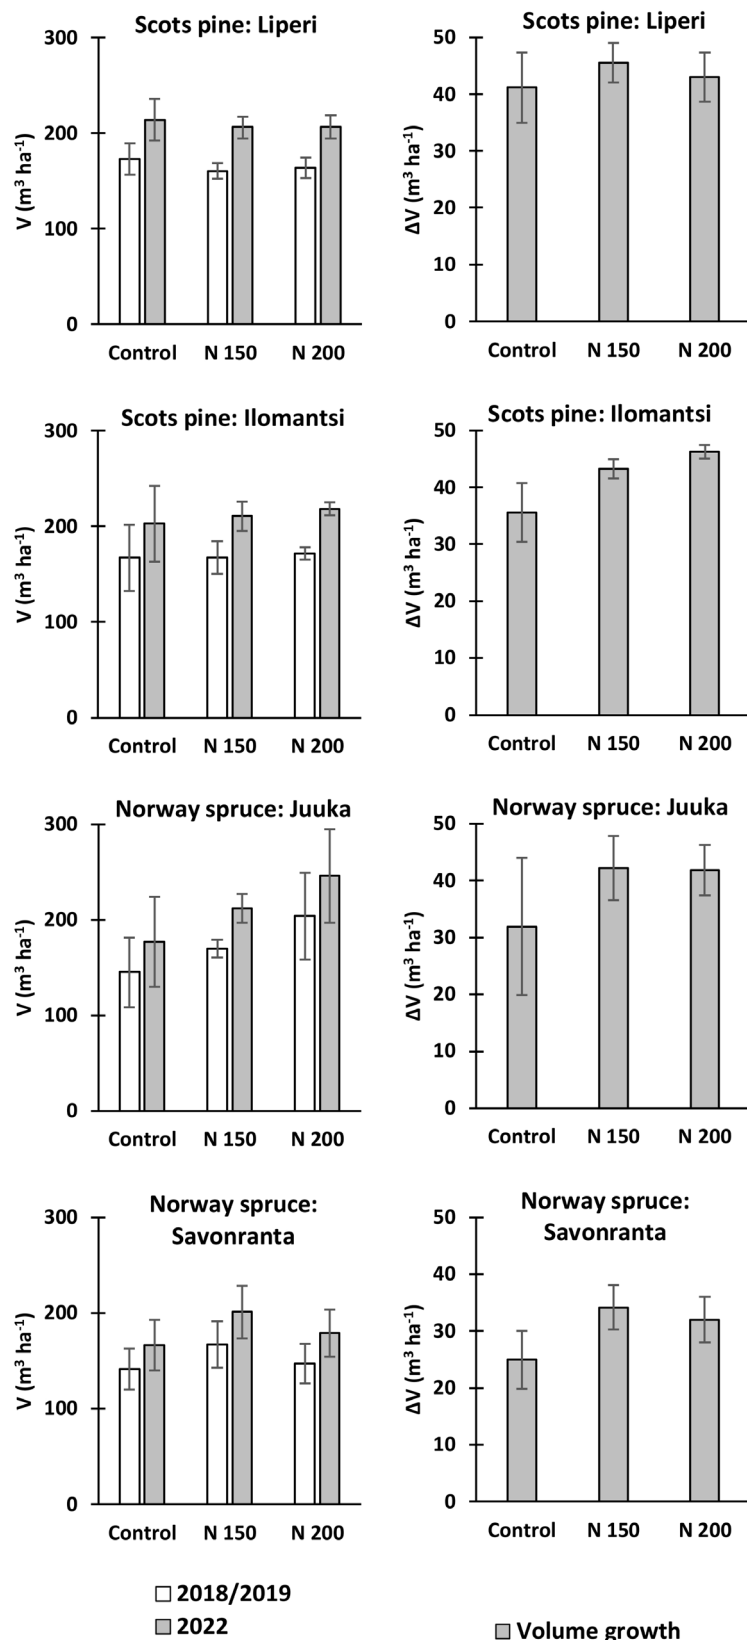 Scots pine: Liperi
V (m³ ha⁻¹)
300
200
100
0
Control N 150 N 200
Scots pine: Liperi
ΔV (m³ ha⁻¹)
50
40
30
20
10
0
Control N 150 N 200
Scots pine: Ilomantsi
V (m³ ha⁻¹)
300
200
100
0
Control N 150 N 200
Scots pine: Ilomantsi
ΔV (m³ ha⁻¹)
50
40
30
20
10
0
Control N 150 N 200
Norway spruce: Juuka
V (m³ ha⁻¹)
300
200
100
0
Control N 150 N 200
Norway spruce: Juuka
ΔV (m³ ha⁻¹)
50
40
30
20
10
0
Control N 150 N 200
Norway spruce:
Savonranta
V (m³ ha⁻¹)
300
200
100
0
Control N 150 N 200
Norway spruce:
Savonranta
ΔV (m³ ha⁻¹)
50
40
30
20
10
0
Control N 150 N 200
2018/2019
2022
Volume growth